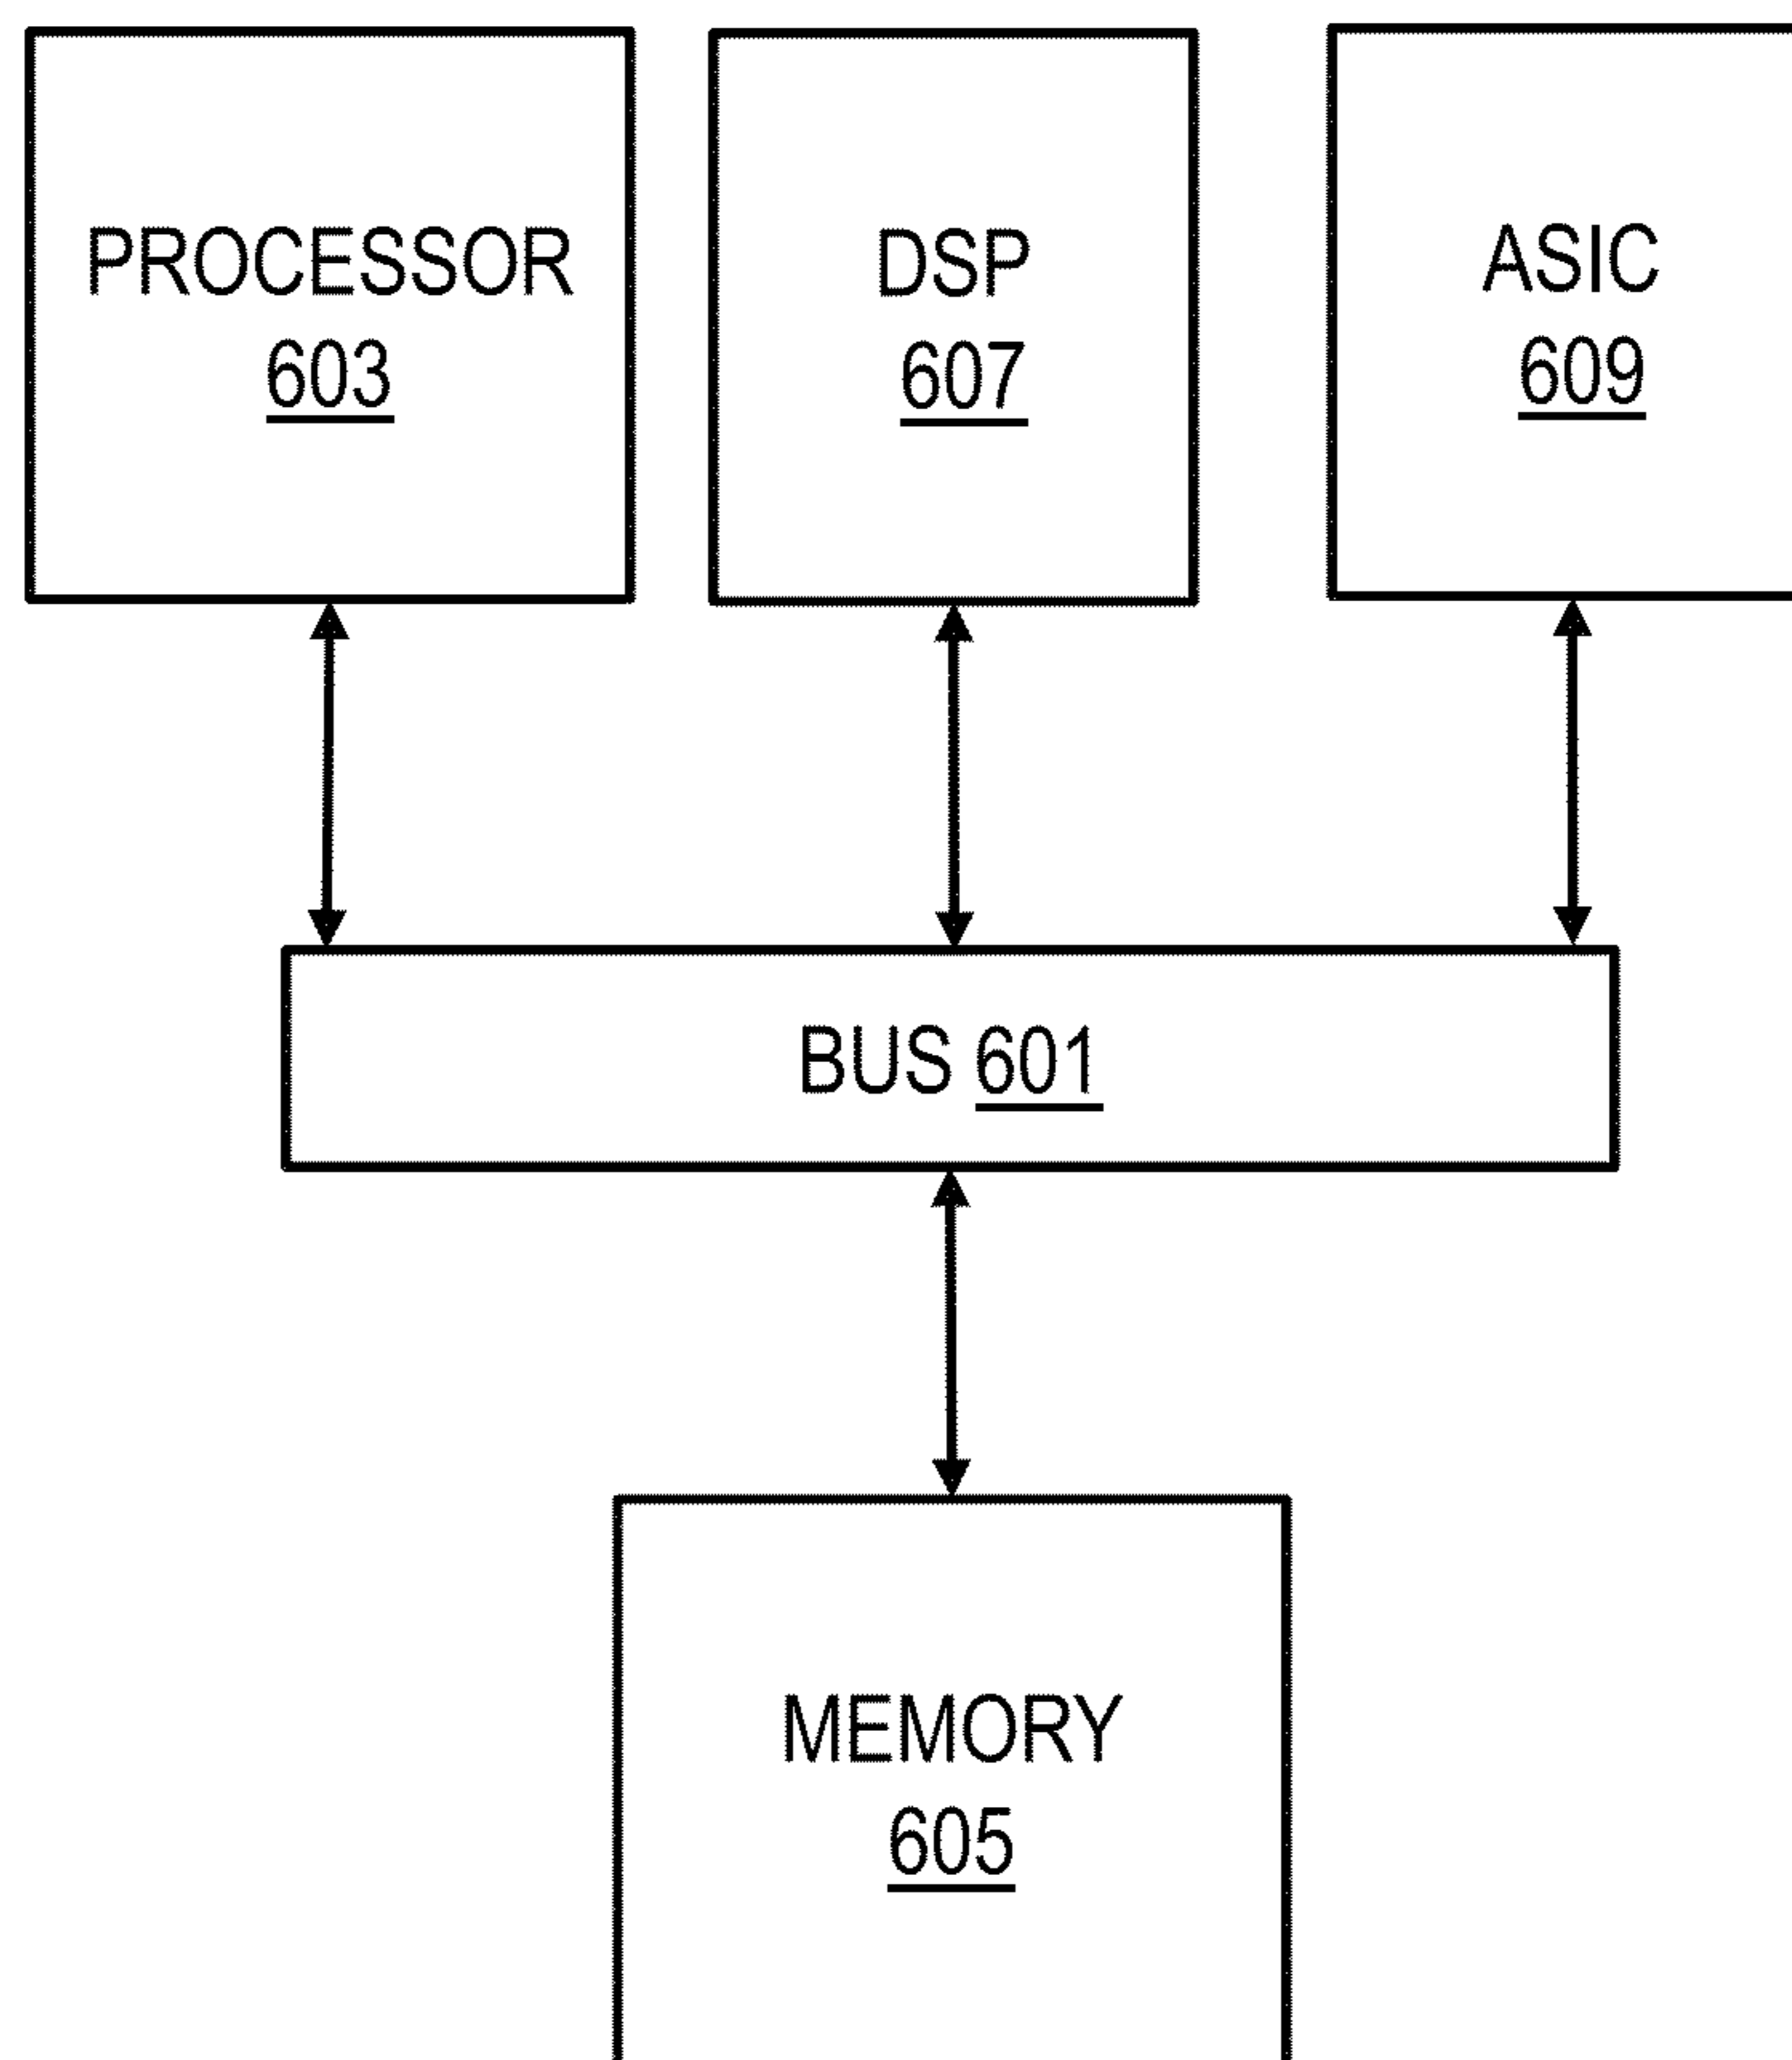 PROCESSOR
603
DSP
607
ASIC
609
BUS 601
MEMORY
605